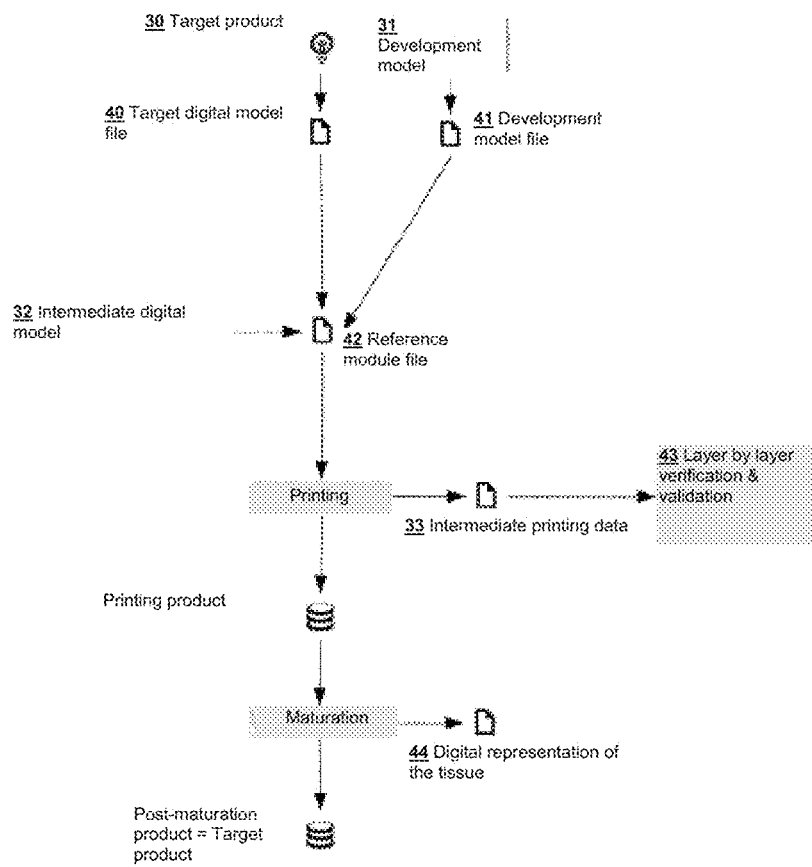 30 Target product
31
Development
model
40 Target digital model
file
41 Development
model file
32 Intermediate digital
model
42 Reference
module file
43 Layer by layer
verification &
validation
Printing
33 Intermediate printing data
Printing product
Maturation
44 Digital representation of
the tissue
Post-maturation
product = Target
product